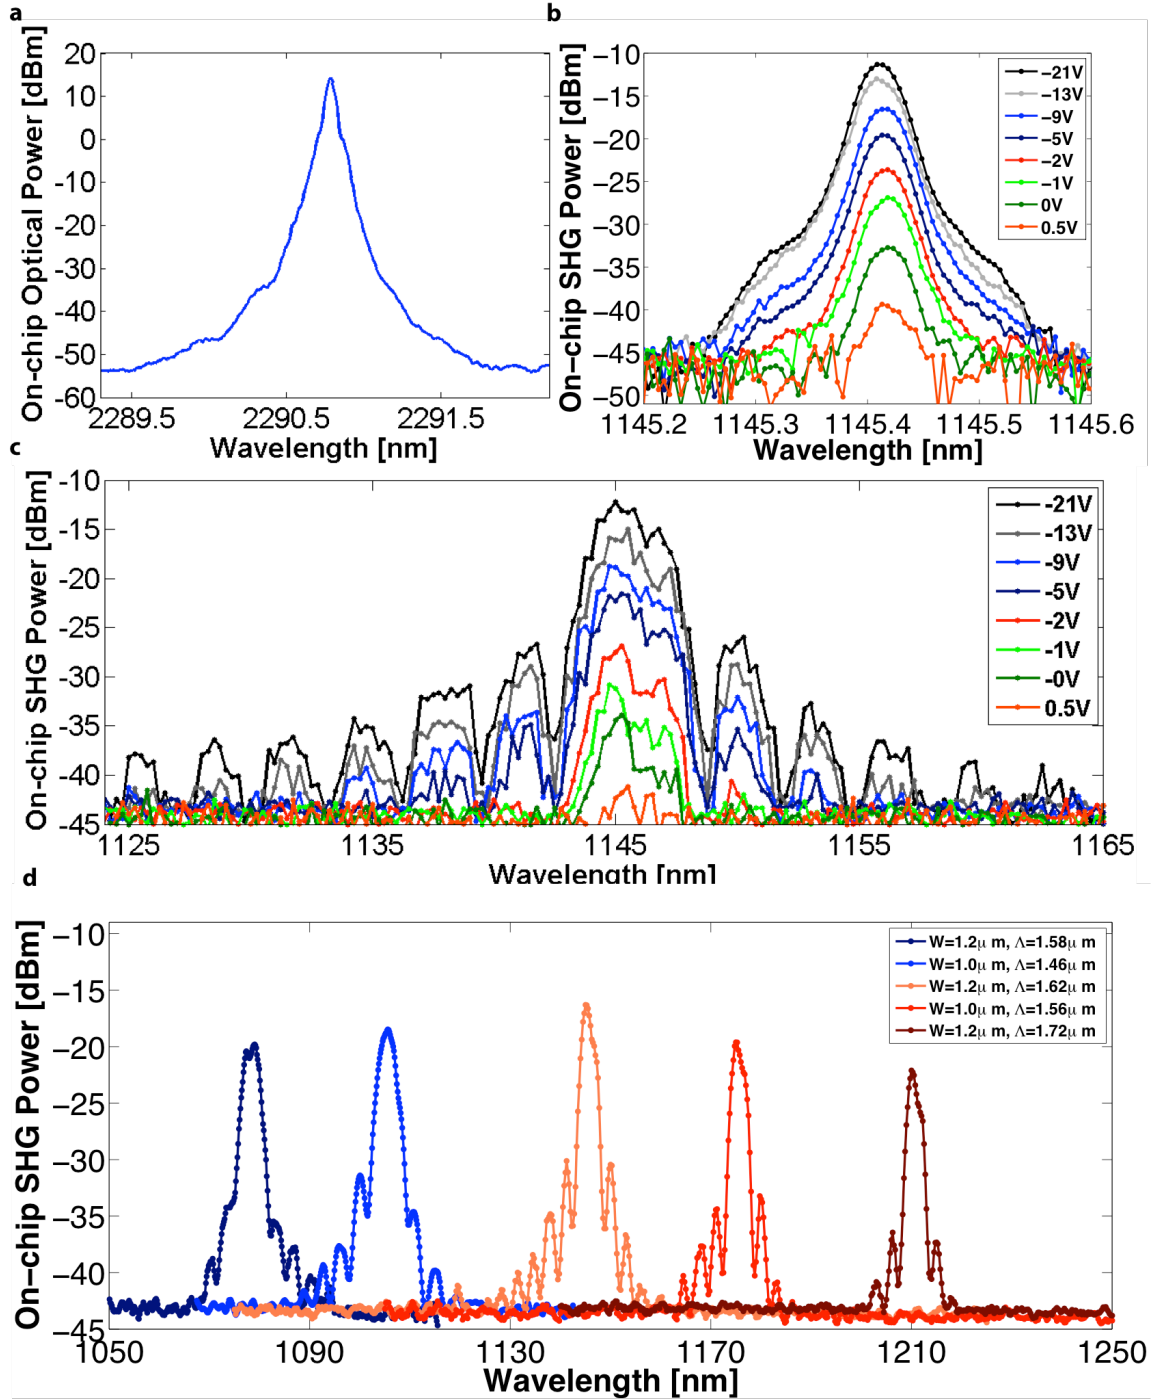 a
On-chip Optical Power [dBm]
20
10
0
-10
-20
-30
-40
-50
-60
2289.5 2290.5 2291.5
Wavelength [nm]
b
On−chip SHG Power [dBm]
−10
−15
−20
−25
−30
−35
−40
−45
−50
1145.2 1145.3 1145.4 1145.5 1145.6
Wavelength [nm]
−21V
−13V
−9V
−5V
−2V
−1V
0V
0.5V
c
On-chip SHG Power [dBm]
-10
-15
-20
-25
-30
-35
-40
-45
1125 1135 1145 1155 1165
Wavelength [nm]
-21V
-13V
-9V
-5V
-2V
-1V
-0V
0.5V
d
On−chip SHG Power [dBm]
−10
−15
−20
−25
−30
−35
−40
−45
1050 1090 1130 1170 1210 1250
Wavelength [nm]
W=1.2μ m, Λ=1.58μ m
W=1.0μ m, Λ=1.46μ m
W=1.2μ m, Λ=1.62μ m
W=1.0μ m, Λ=1.56μ m
W=1.2μ m, Λ=1.72μ m